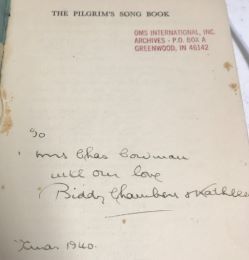 THE PILGRIM'S SONG BOOK
OMS INTERNATIONAL, INC.
ARCHIVES - P.O. BOX A
GREENWOOD, IN 46142
To
Mrs Chas Cowman
with our love
Biddy Chambers & Kathleen
Xmas 1940.